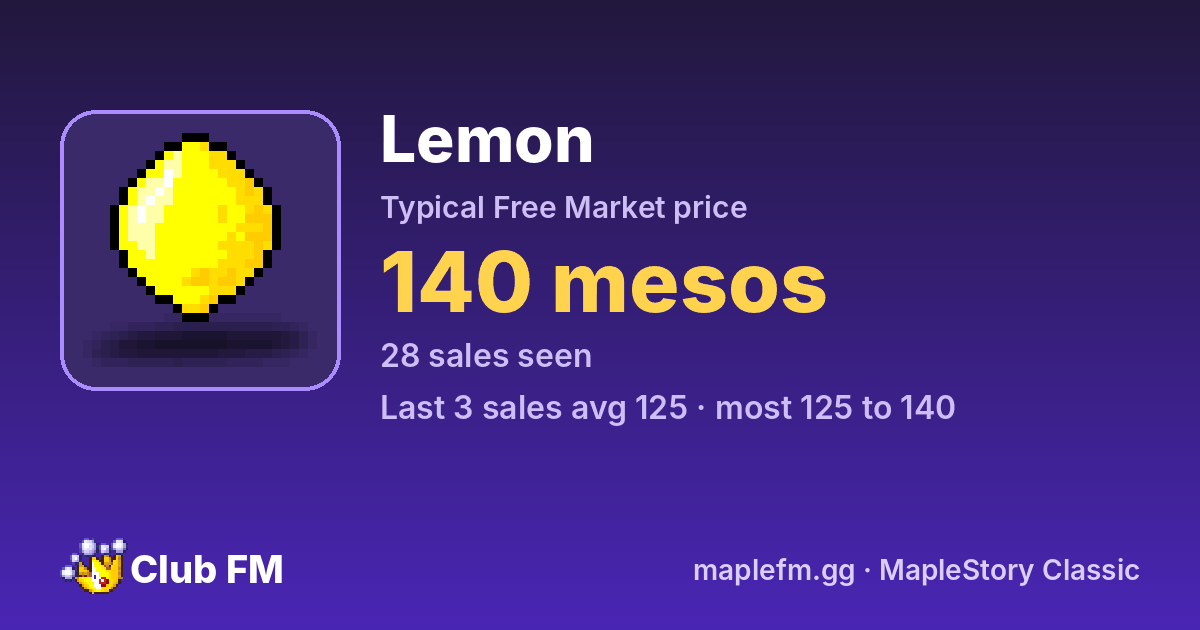 Lemon
Typical Free Market price
140 mesos
28 sales seen
Last 3 sales avg 125 · most 125 to 140
Club FM
maplefm.gg · MapleStory Classic